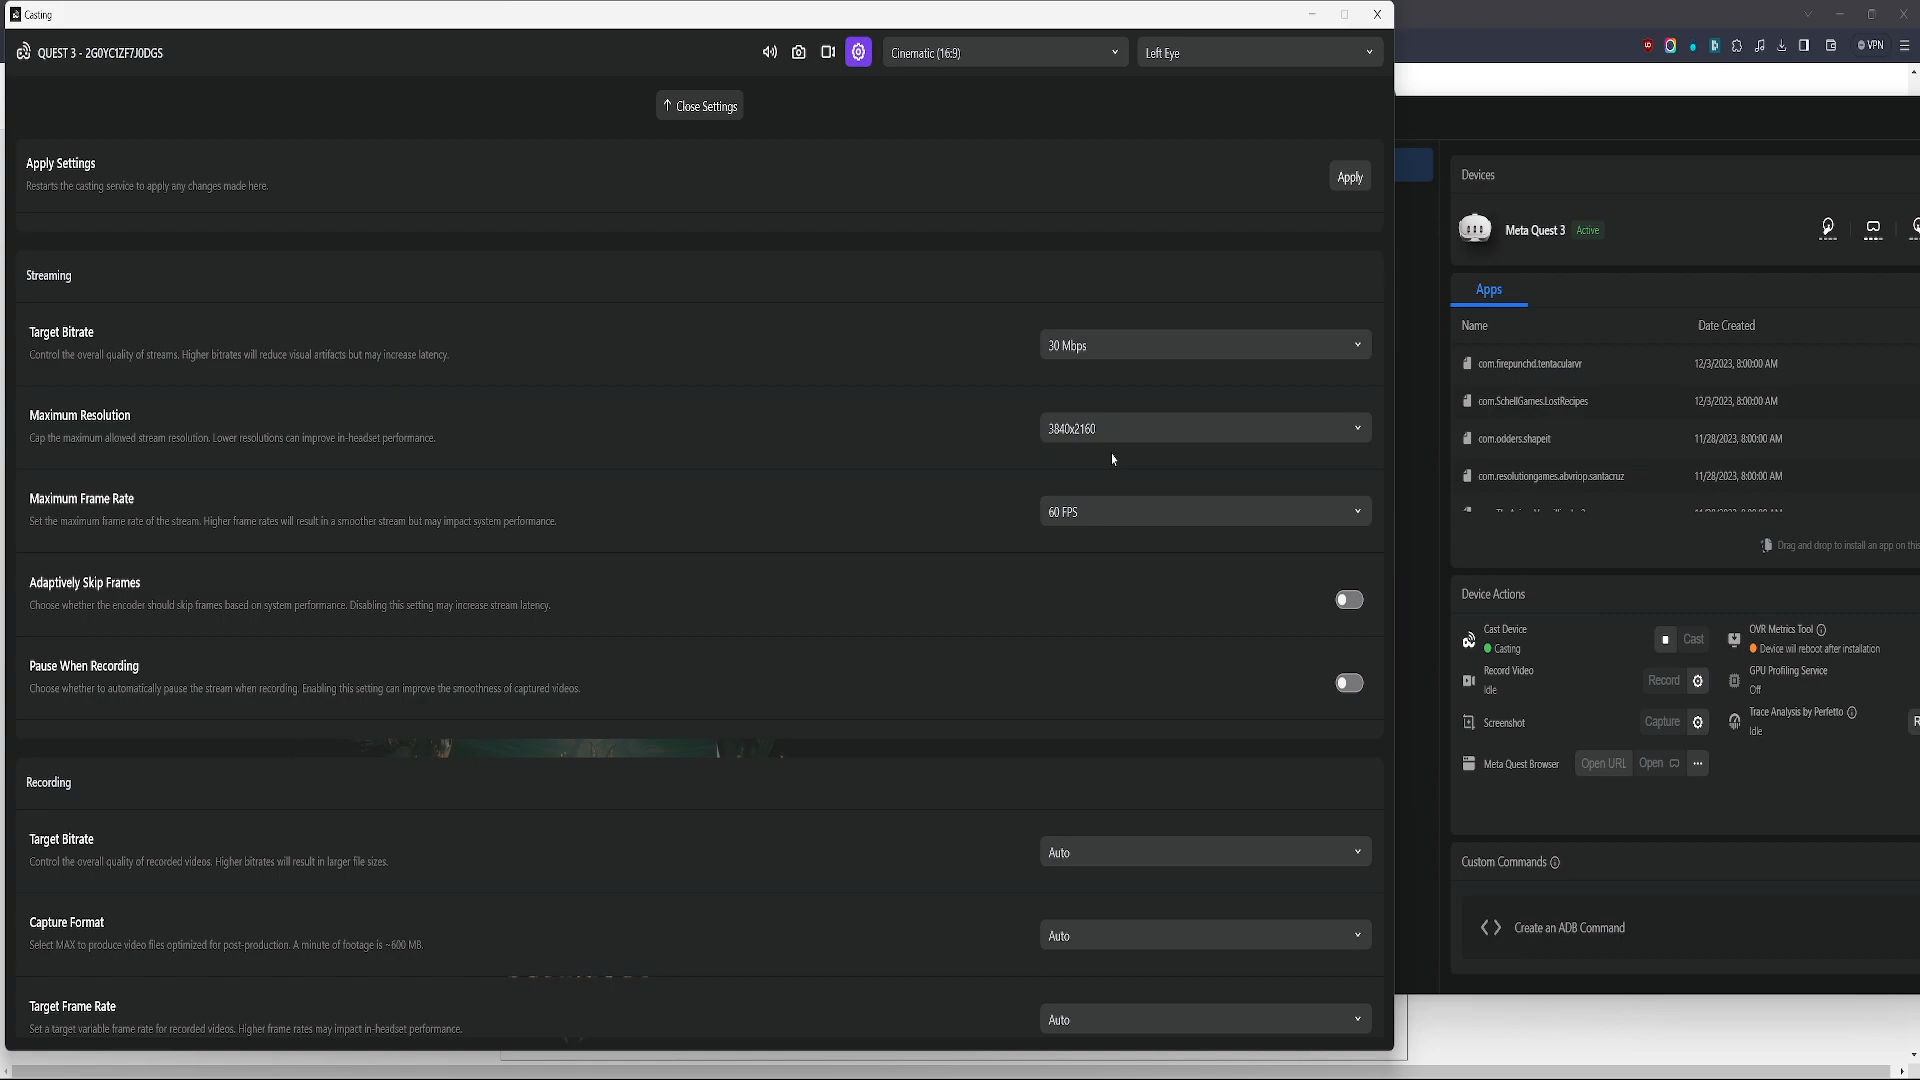 Casting
QUEST 3 - 2G0YC1ZF7J0DGS
Cinematic (16:9)
Left Eye
VPN
Close Settings
Apply Settings
Restarts the casting service to apply any changes made here.
Apply
Streaming
Target Bitrate
Control the overall quality of streams. Higher bitrates will reduce visual artifacts but may increase latency.
30 Mbps
Maximum Resolution
Cap the maximum allowed stream resolution. Lower resolutions can improve in-headset performance.
3840x2160
Maximum Frame Rate
Set the maximum frame rate of the stream. Higher frame rates will result in a smoother stream but may impact system performance.
60 FPS
Adaptively Skip Frames
Choose whether the encoder should skip frames based on system performance. Disabling this setting may increase stream latency.
Pause When Recording
Choose whether to automatically pause the stream when recording. Enabling this setting can improve the smoothness of captured videos.
Recording
Target Bitrate
Control the overall quality of recorded videos. Higher bitrates will result in larger file sizes.
Auto
Capture Format
Select MAX to produce video files optimized for post-production. A minute of footage is ~600 MB.
Auto
Target Frame Rate
Set a target variable frame rate for recorded videos. Higher frame rates may impact in-headset performance.
Auto
Devices
Meta Quest 3 Active
Apps
Name Date Created
com.firepunchd.tentacularvr 12/3/2023, 8:00:00 AM
com.SchellGames.LostRecipes 12/3/2023, 8:00:00 AM
com.odders.shapeit 11/28/2023, 8:00:00 AM
com.resolutiongames.abvriop.santacruz 11/28/2023, 8:00:00 AM
Drag and drop to install an app on this
Device Actions
Cast Device
Casting
Cast
OVR Metrics Tool
Device will reboot after installation
Record Video
Idle
Record
GPU Profiling Service
Off
Screenshot
Capture
Trace Analysis by Perfetto
Idle
R
Meta Quest Browser
Open URL
Open
Custom Commands
Create an ADB Command